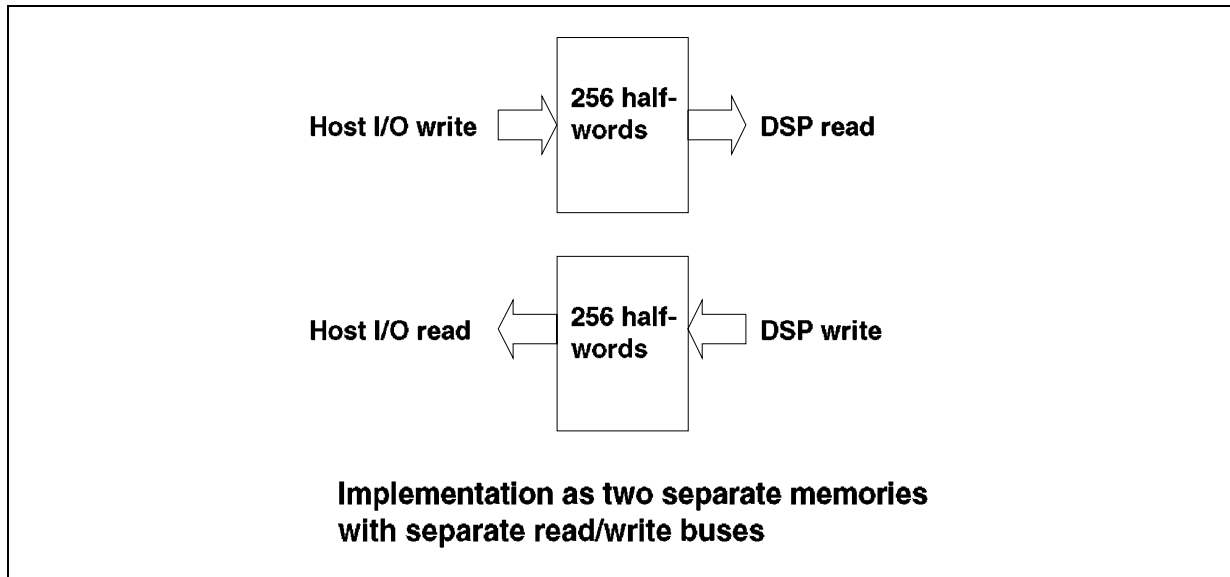 256 half-
words
Host I/O write
DSP read
256 half-
words
Host I/O read
DSP write
Implementation as two separate memories
with separate read/write buses